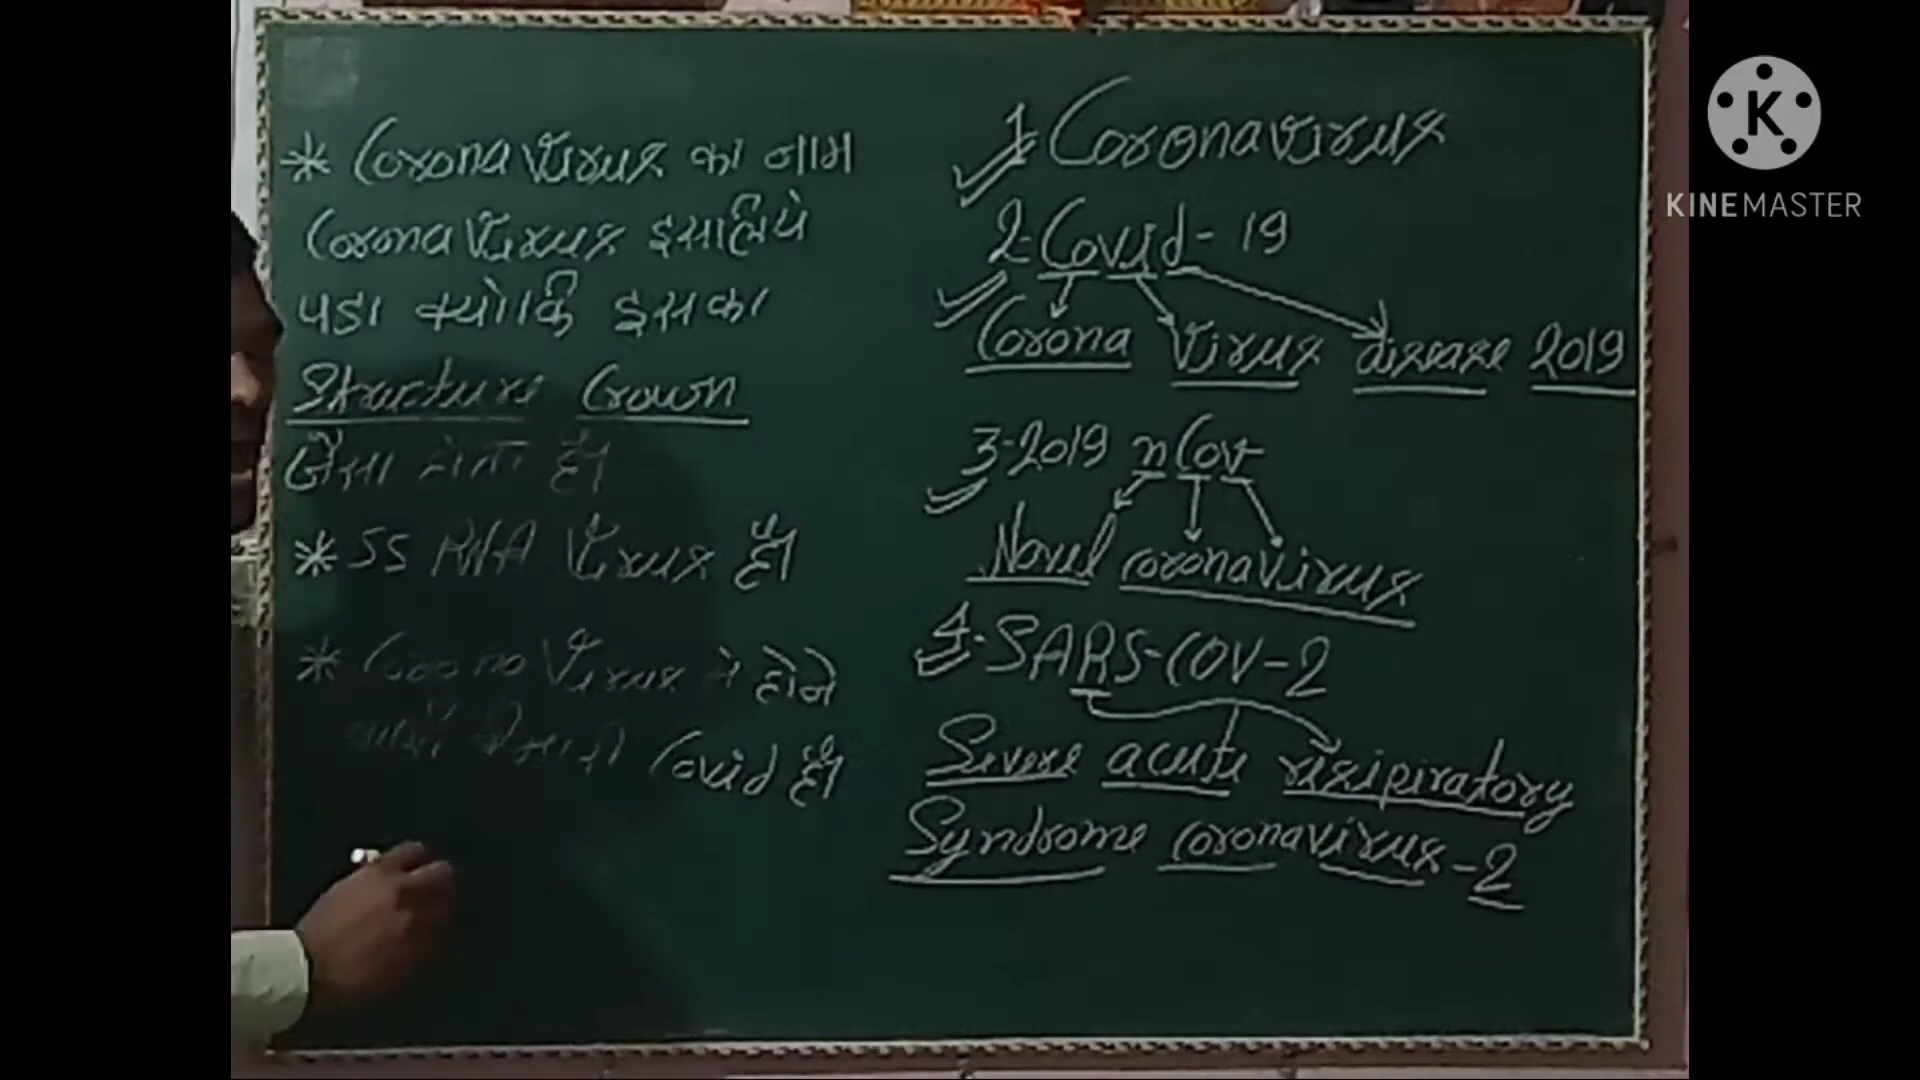 * Corona Virus का नाम
Corona Virus इसलिये
पडा क्योकि इसका
Structure Crown
जैसा होता है।
* SS RNA Virus है।
* Corona Virus से होने
वाली बीमारी Covid है।
1. Coronavirus
2. Covid-19
Corona Virus disease 2019
3-2019 nCov
Novel coronavirus
4-SARS-COV-2
Severe acute resipiratory
Syndrome coronavirus-2
K
KINEMASTER